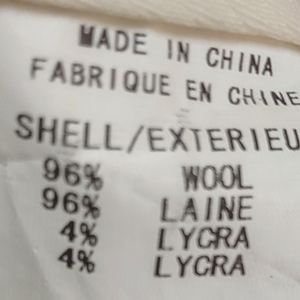 MADE IN CHINA
FABRIQUE EN CHINE
SHELL/EXTERIEU
96% WOOL
96% LAINE
4% LYCRA
4% LYCRA